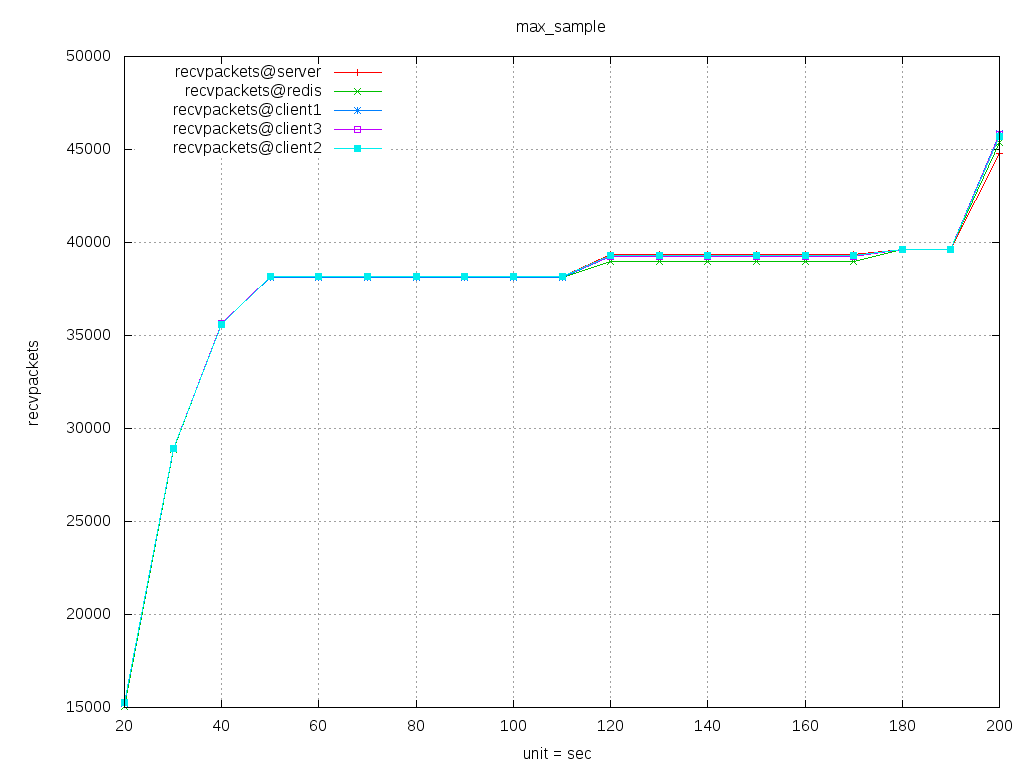 max_sample
50000
45000
40000
35000
30000
25000
20000
15000
recvpackets@server
recvpackets@redis
recvpackets@client1
recvpackets@client3
recvpackets@client2
recvpackets
20 40 60 80 100 120 140 160 180 200
unit = sec